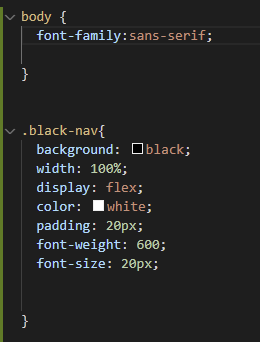 body {
font-family:sans-serif;
}
.black-nav{
background: black;
width: 100%;
display: flex;
color: white;
padding: 20px;
font-weight: 600;
font-size: 20px;
}